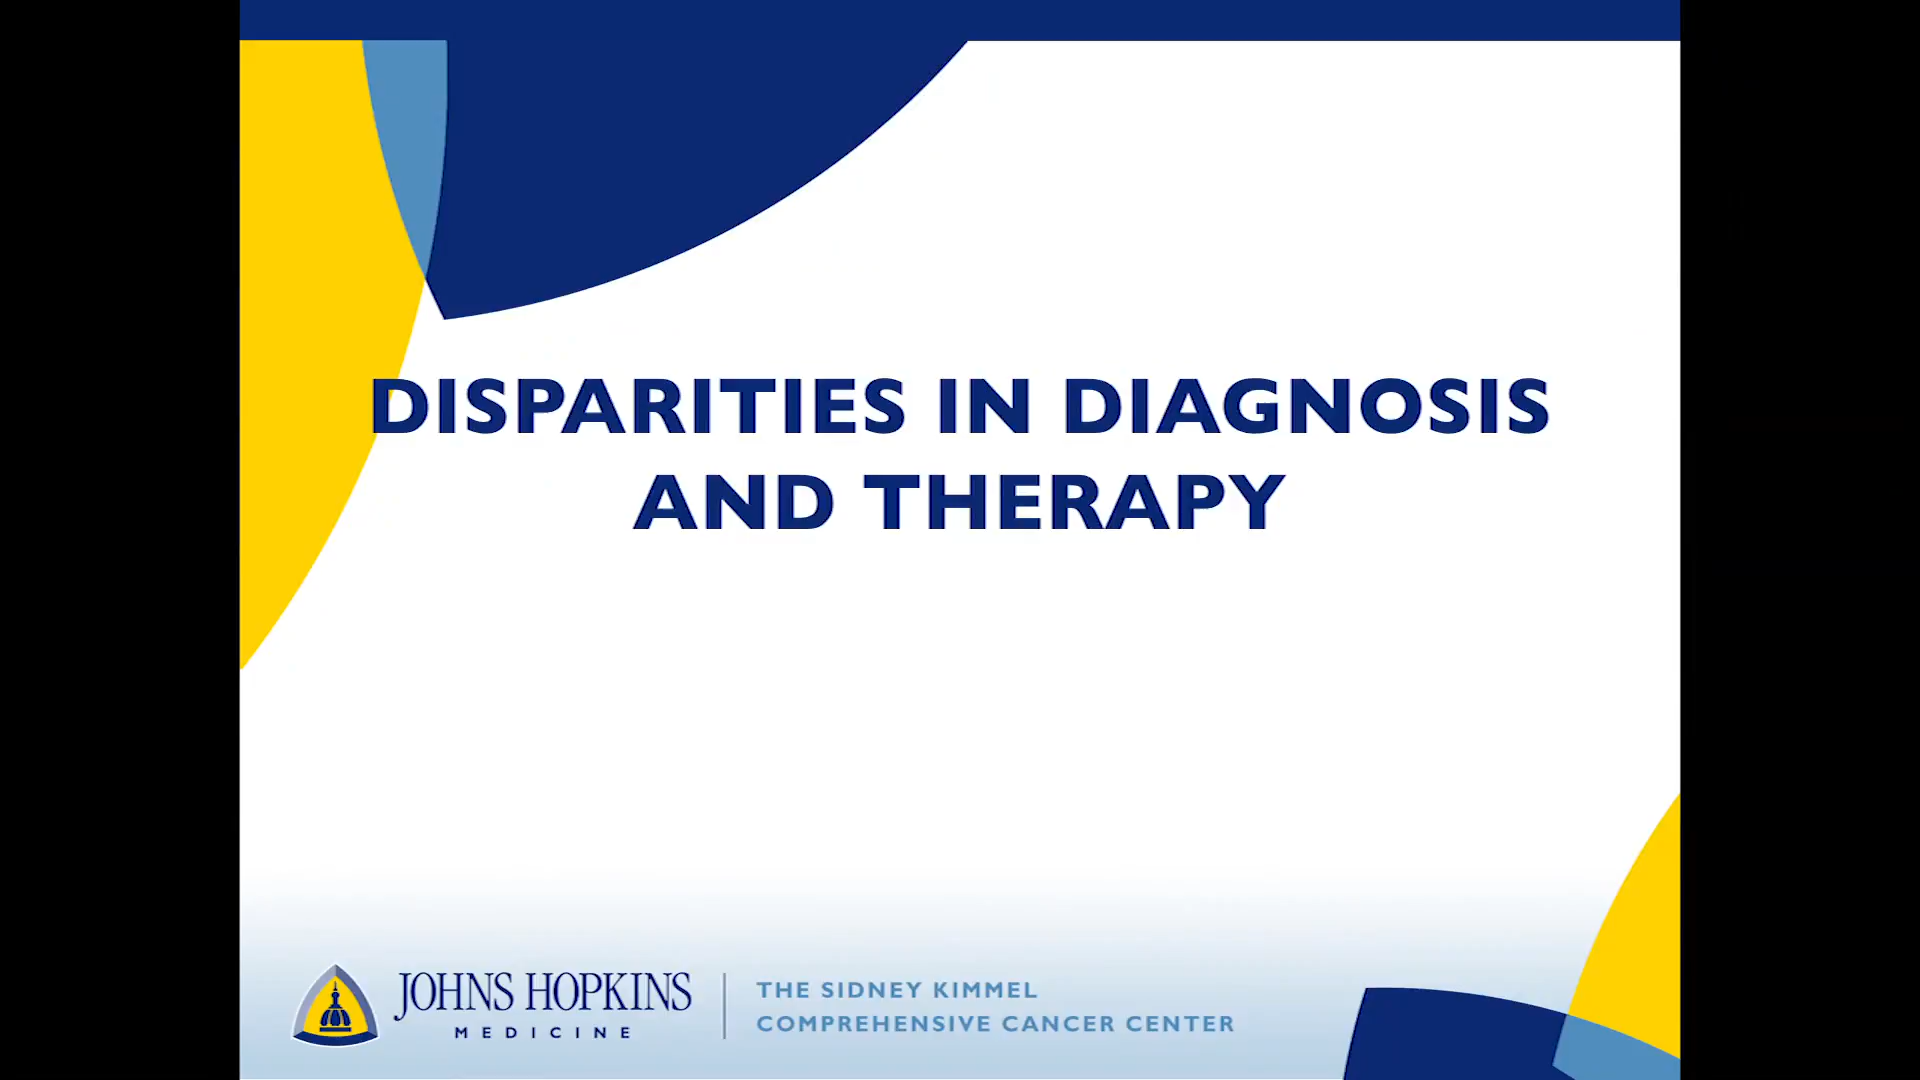 DISPARITIES IN DIAGNOSIS
AND THERAPY
JOHNS HOPKINS
MEDICINE
THE SIDNEY KIMMEL
COMPREHENSIVE CANCER CENTER